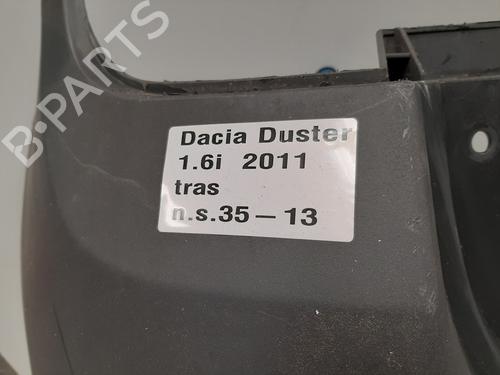 B-PARTS
Dacia Duster
1.6i 2011
tras
n.s.35-13